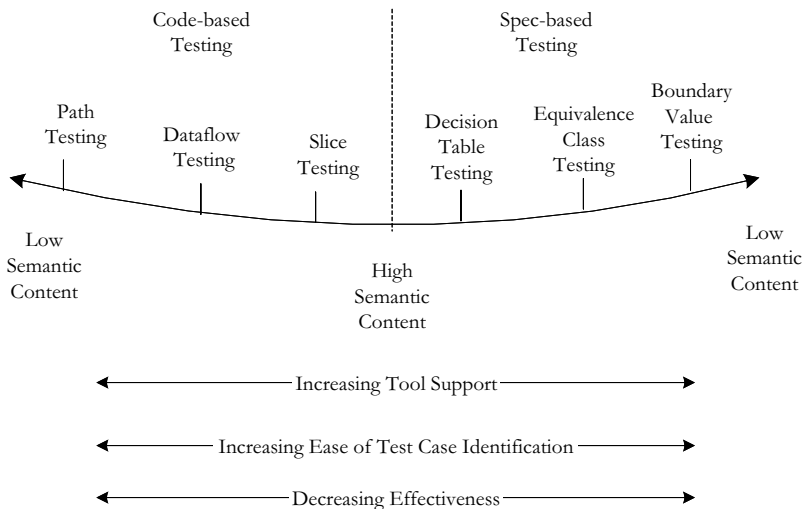 Code-based
Testing
Spec-based
Testing
Path
Testing
Dataflow
Testing
Slice
Testing
Decision
Table
Testing
Equivalence
Class
Testing
Boundary
Value
Testing
Low
Semantic
Content
High
Semantic
Content
Low
Semantic
Content
Increasing Tool Support
Increasing Ease of Test Case Identification
Decreasing Effectiveness